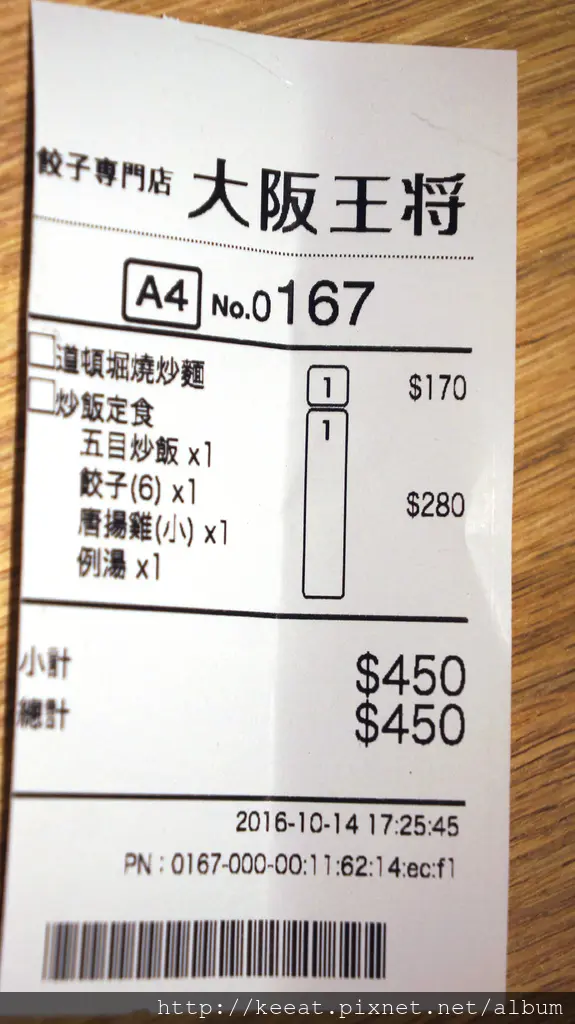 餃子専門店 大阪王将
A4 No.0167
道頓堀燒炒麵 1 $170
炒飯定食 1 $280
五目炒飯 x1
餃子(6) x1
唐揚雞(小) x1
例湯 x1
小計 $450
總計 $450
2016-10-14 17:25:45
PN：0167-000-00:11:62:14:ec:f1
http://keeat.pixnet.net/album